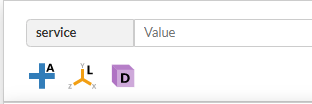 service Value
A Y L Z X D